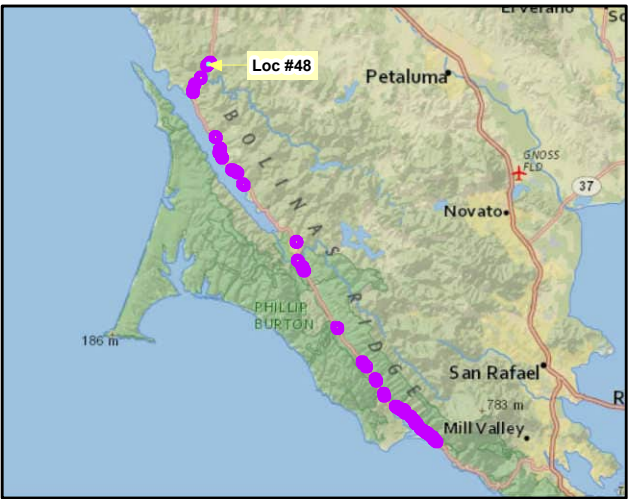 El Verano
Loc #48
Petaluma
GNOSS
FLD
37
BOLINAS RIDGE
Novato
PHILLIP
BURTON
186 m
San Rafael
783 m
Mill Valley